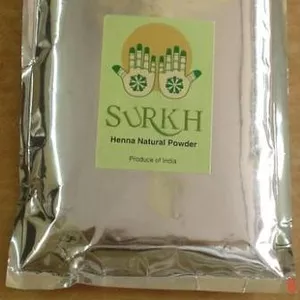 SURKH
Henna Natural Powder
Produce of India